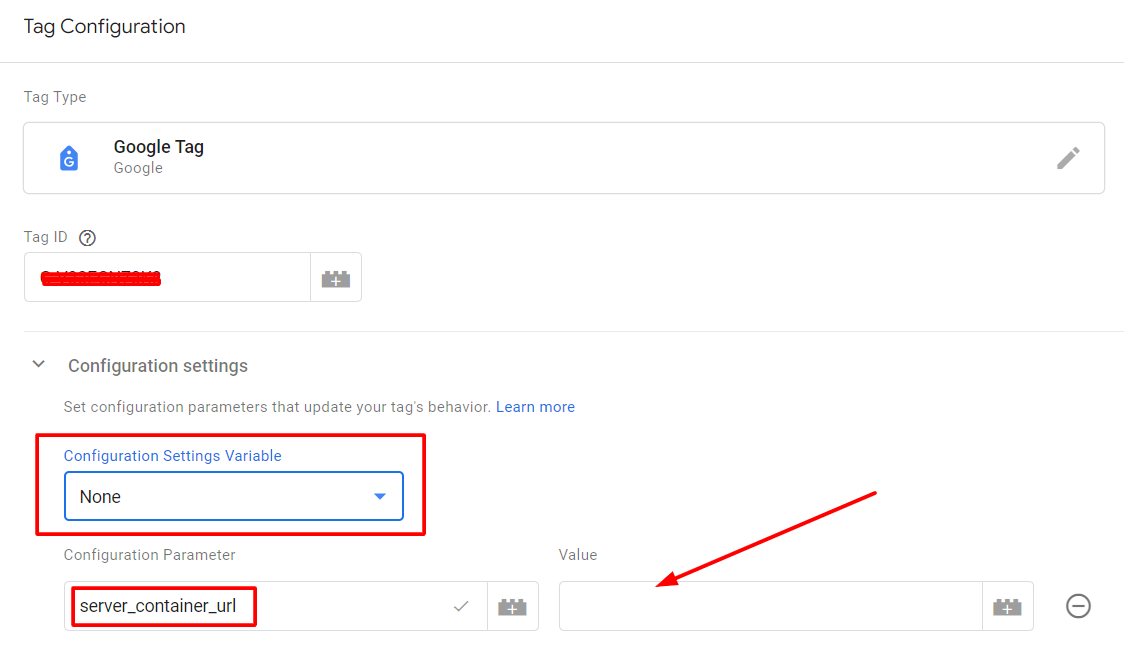 Tag Configuration
Tag Type
Google Tag
Google
Tag ID
Configuration settings
Set configuration parameters that update your tag's behavior. Learn more
Configuration Settings Variable
None
Configuration Parameter Value
server_container_url